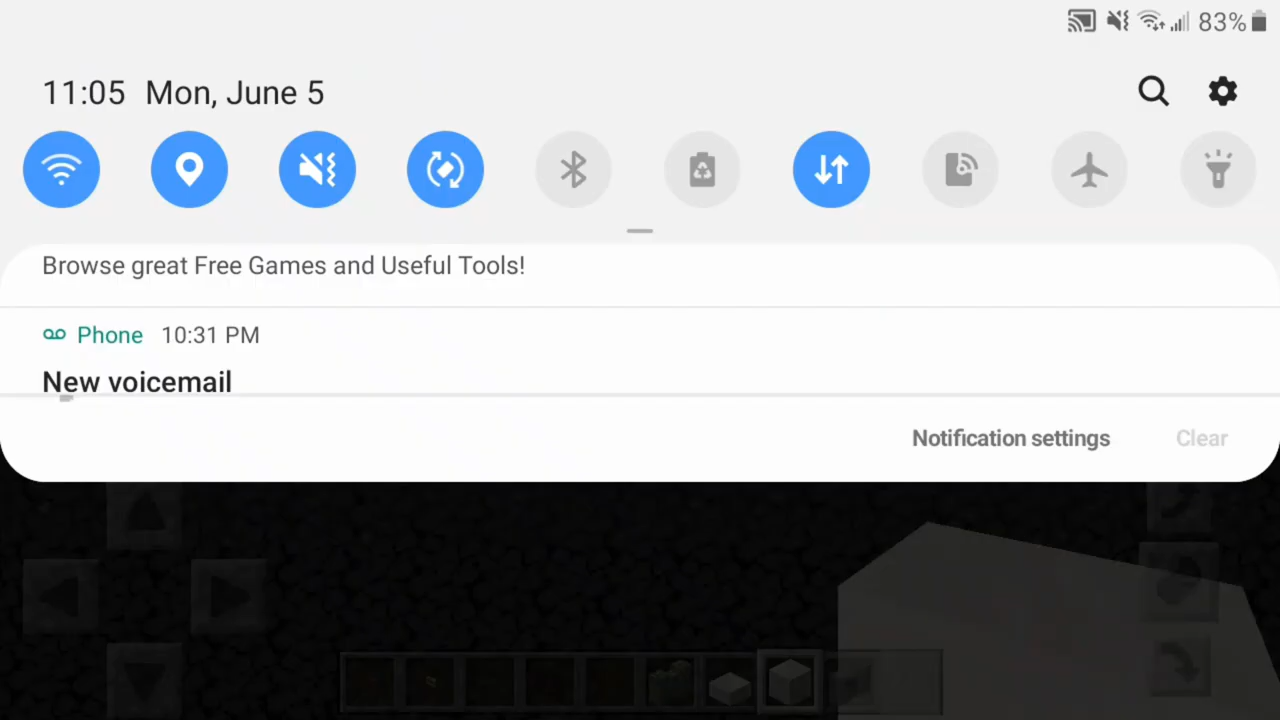 83%
11:05 Mon, June 5
Browse great Free Games and Useful Tools!
Phone 10:31 PM
New voicemail
Notification settings Clear